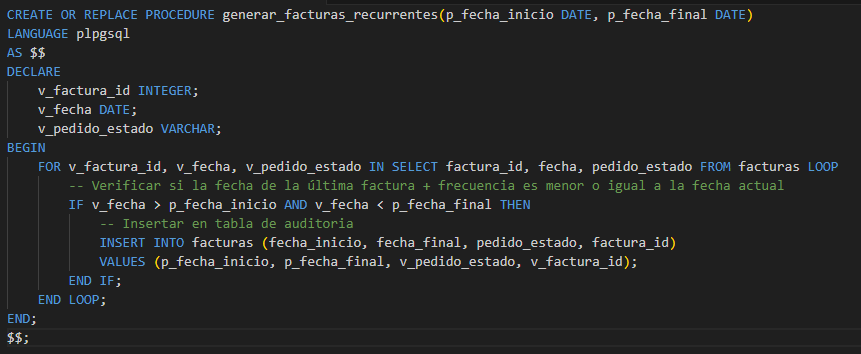 CREATE OR REPLACE PROCEDURE generar_facturas_recurrentes(p_fecha_inicio DATE, p_fecha_final DATE)
LANGUAGE plpgsql
AS $$
DECLARE
    v_factura_id INTEGER;
    v_fecha DATE;
    v_pedido_estado VARCHAR;
BEGIN
    FOR v_factura_id, v_fecha, v_pedido_estado IN SELECT factura_id, fecha, pedido_estado FROM facturas LOOP
        -- Verificar si la fecha de la última factura + frecuencia es menor o igual a la fecha actual
        IF v_fecha > p_fecha_inicio AND v_fecha < p_fecha_final THEN
            -- Insertar en tabla de auditoria
            INSERT INTO facturas (fecha_inicio, fecha_final, pedido_estado, factura_id)
            VALUES (p_fecha_inicio, p_fecha_final, v_pedido_estado, v_factura_id);
        END IF;
    END LOOP;
END;
$$;